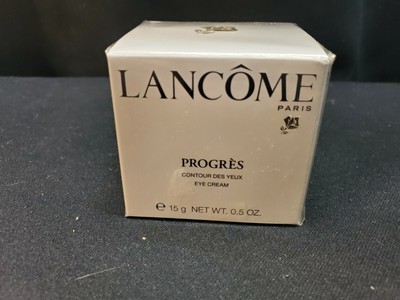 LANCÔME
PARIS
PROGRÈS
CONTOUR DES YEUX
EYE CREAM
℮ 15 g NET WT. 0.5 OZ.